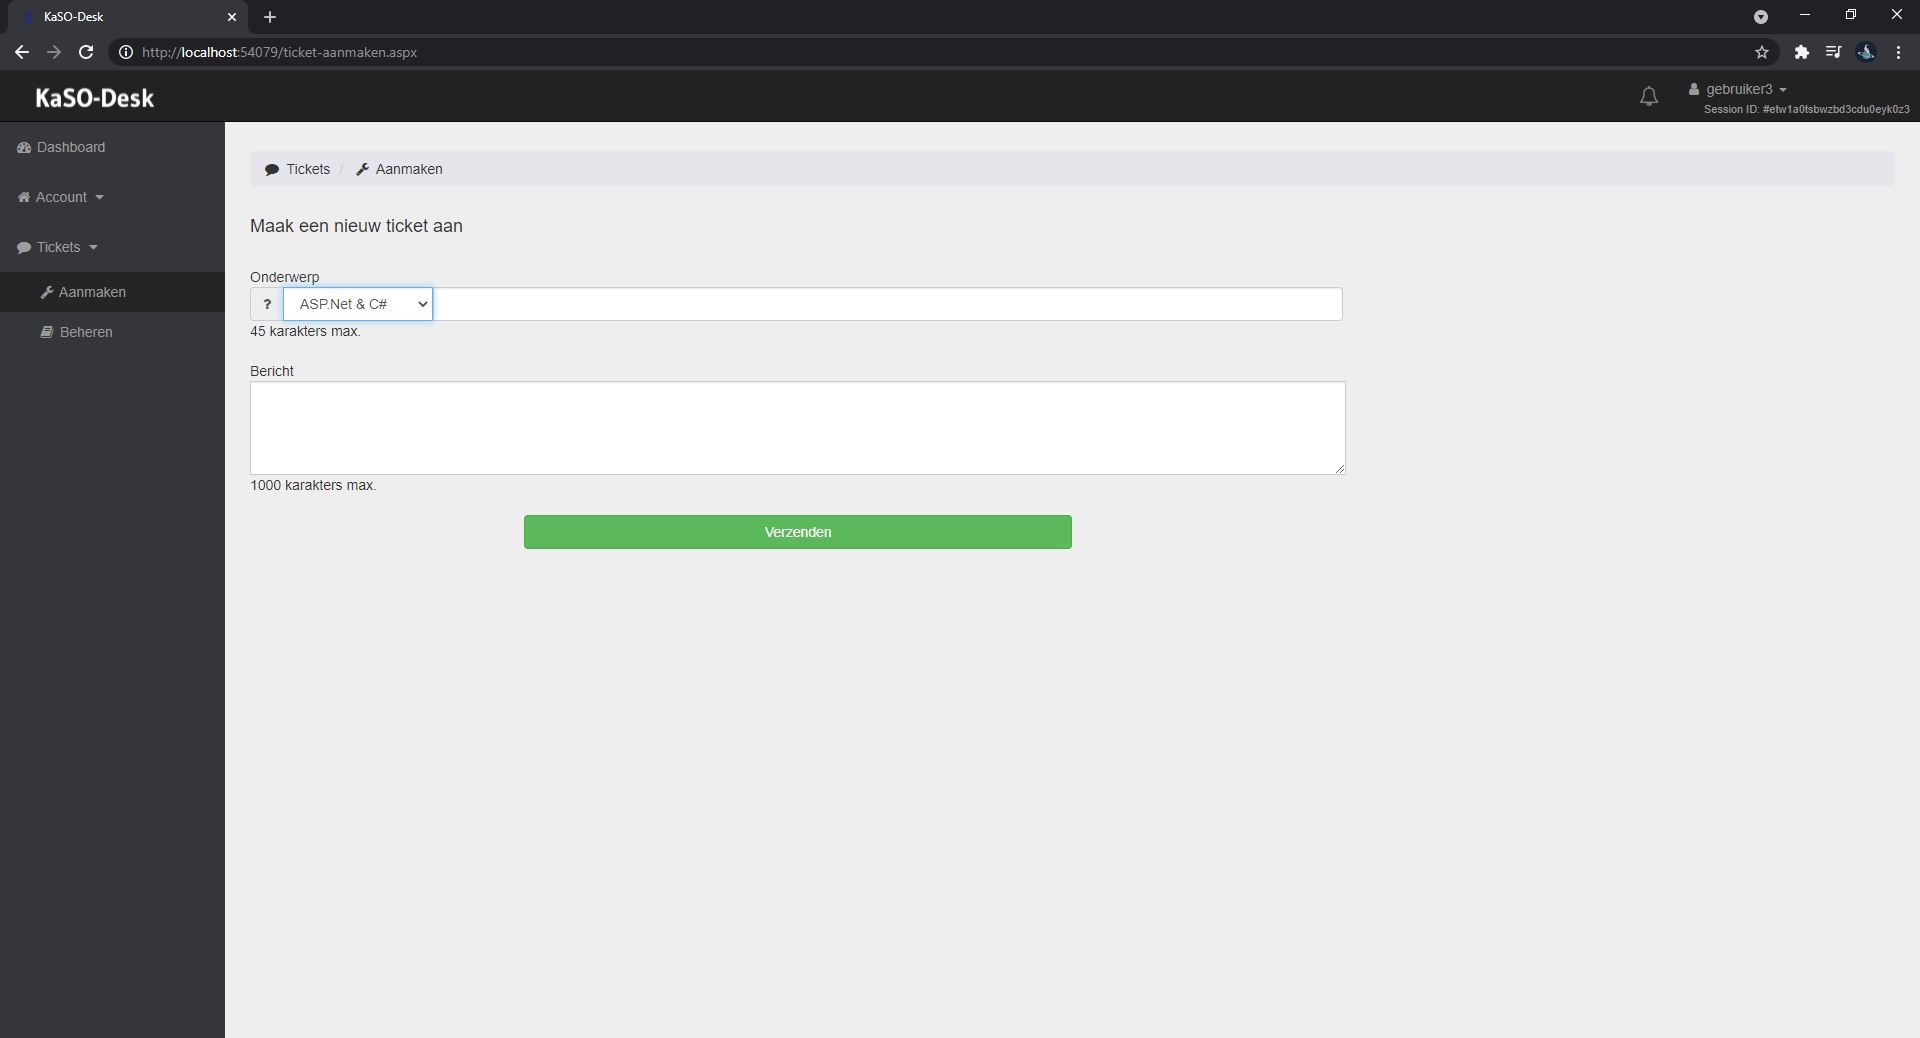 KaSO-Desk
http://localhost:54079/ticket-aanmaken.aspx
KaSO-Desk
gebruiker3
Session ID: #etw1a0tsbwzbd3cdu0eyk0z3
Dashboard
Account
Tickets
Aanmaken
Beheren
Tickets / Aanmaken
Maak een nieuw ticket aan
Onderwerp
? ASP.Net & C#
45 karakters max.
Bericht
1000 karakters max.
Verzenden